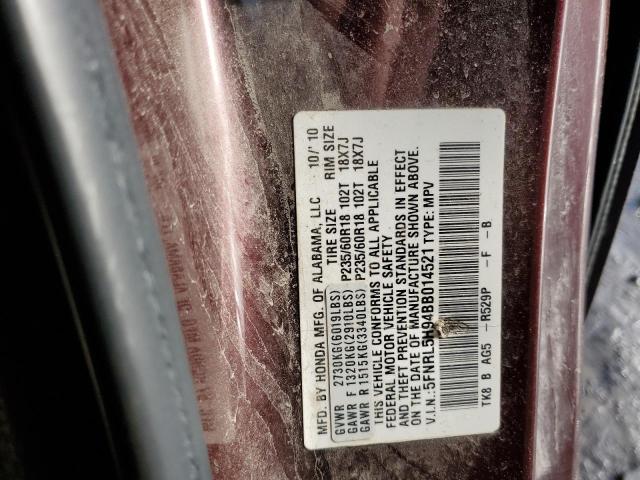 MFD. BY HONDA MFG. OF ALABAMA, LLC 10/'10
TIRE SIZE RIM SIZE
GVWR 2730KG(6019LBS)
GAWR F 1320KG(2910LBS) P235/60R18 102T 18X7J
GAWR R 1515KG(3340LBS) P235/60R18 102T 18X7J
THIS VEHICLE CONFORMS TO ALL APPLICABLE
FEDERAL MOTOR VEHICLE SAFETY
AND THEFT PREVENTION STANDARDS IN EFFECT
ON THE DATE OF MANUFACTURE SHOWN ABOVE.
V.I.N.: 5FNRL5H94BB014521 TYPE: MPV
TK8 B AG5 -R529P -F -B